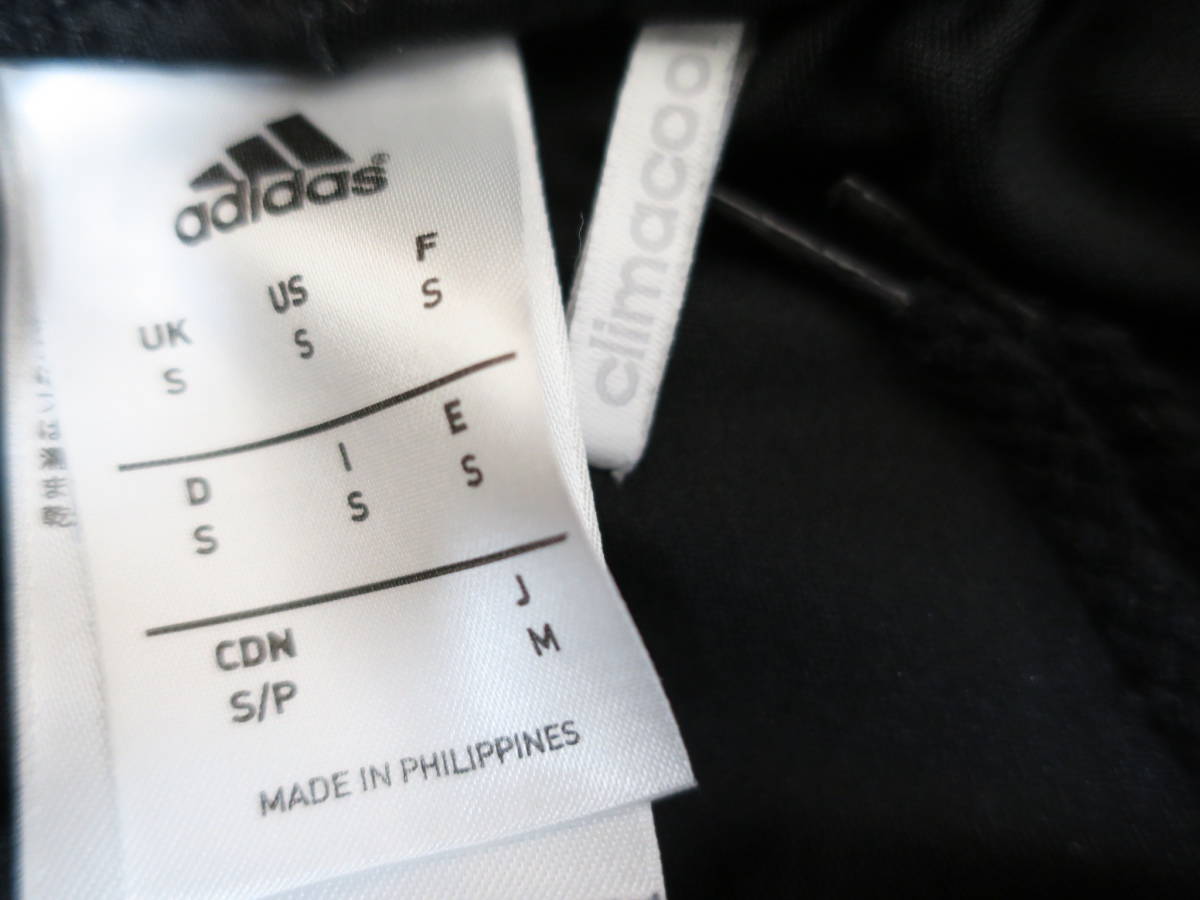 adidas®
UK US F
S S S
D I E
S S S
CDN J
S/P M
MADE IN PHILIPPINES
climacool